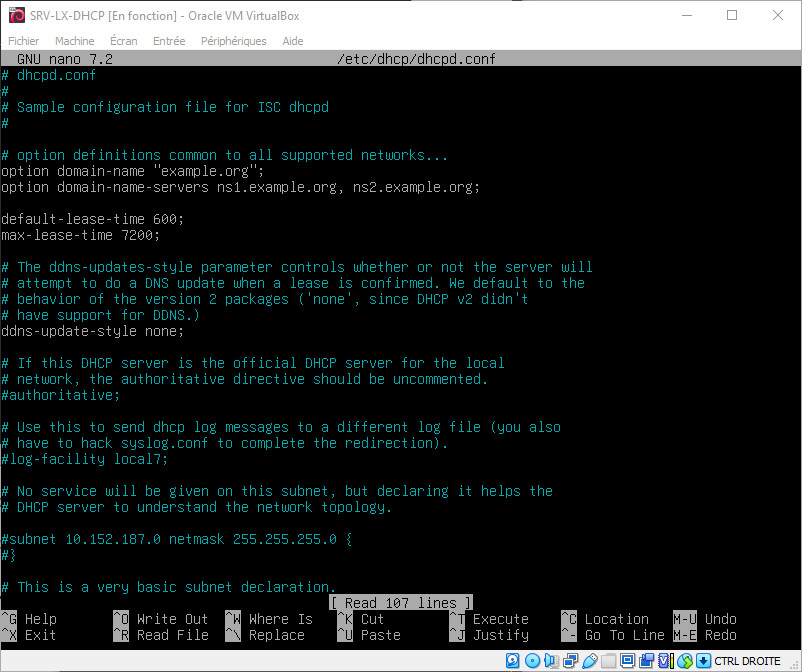 SRV-LX-DHCP [En fonction] - Oracle VM VirtualBox
Fichier Machine Écran Entrée Périphériques Aide
GNU nano 7.2 /etc/dhcp/dhcpd.conf
# dhcpd.conf
#
# Sample configuration file for ISC dhcpd
#
# option definitions common to all supported networks...
option domain-name "example.org";
option domain-name-servers ns1.example.org, ns2.example.org;
default-lease-time 600;
max-lease-time 7200;
# The ddns-updates-style parameter controls whether or not the server will
# attempt to do a DNS update when a lease is confirmed. We default to the
# behavior of the version 2 packages ('none', since DHCP v2 didn't
# have support for DDNS.)
ddns-update-style none;
# If this DHCP server is the official DHCP server for the local
# network, the authoritative directive should be uncommented.
#authoritative;
# Use this to send dhcp log messages to a different log file (you also
# have to hack syslog.conf to complete the redirection).
#log-facility local7;
# No service will be given on this subnet, but declaring it helps the
# DHCP server to understand the network topology.
#subnet 10.152.187.0 netmask 255.255.255.0 {
#}
# This is a very basic subnet declaration.
[ Read 107 lines ]
^G Help ^O Write Out ^W Where Is ^K Cut ^T Execute ^C Location M-U Undo
^X Exit ^R Read File ^\ Replace ^U Paste ^J Justify ^- Go To Line M-E Redo
CTRL DROITE